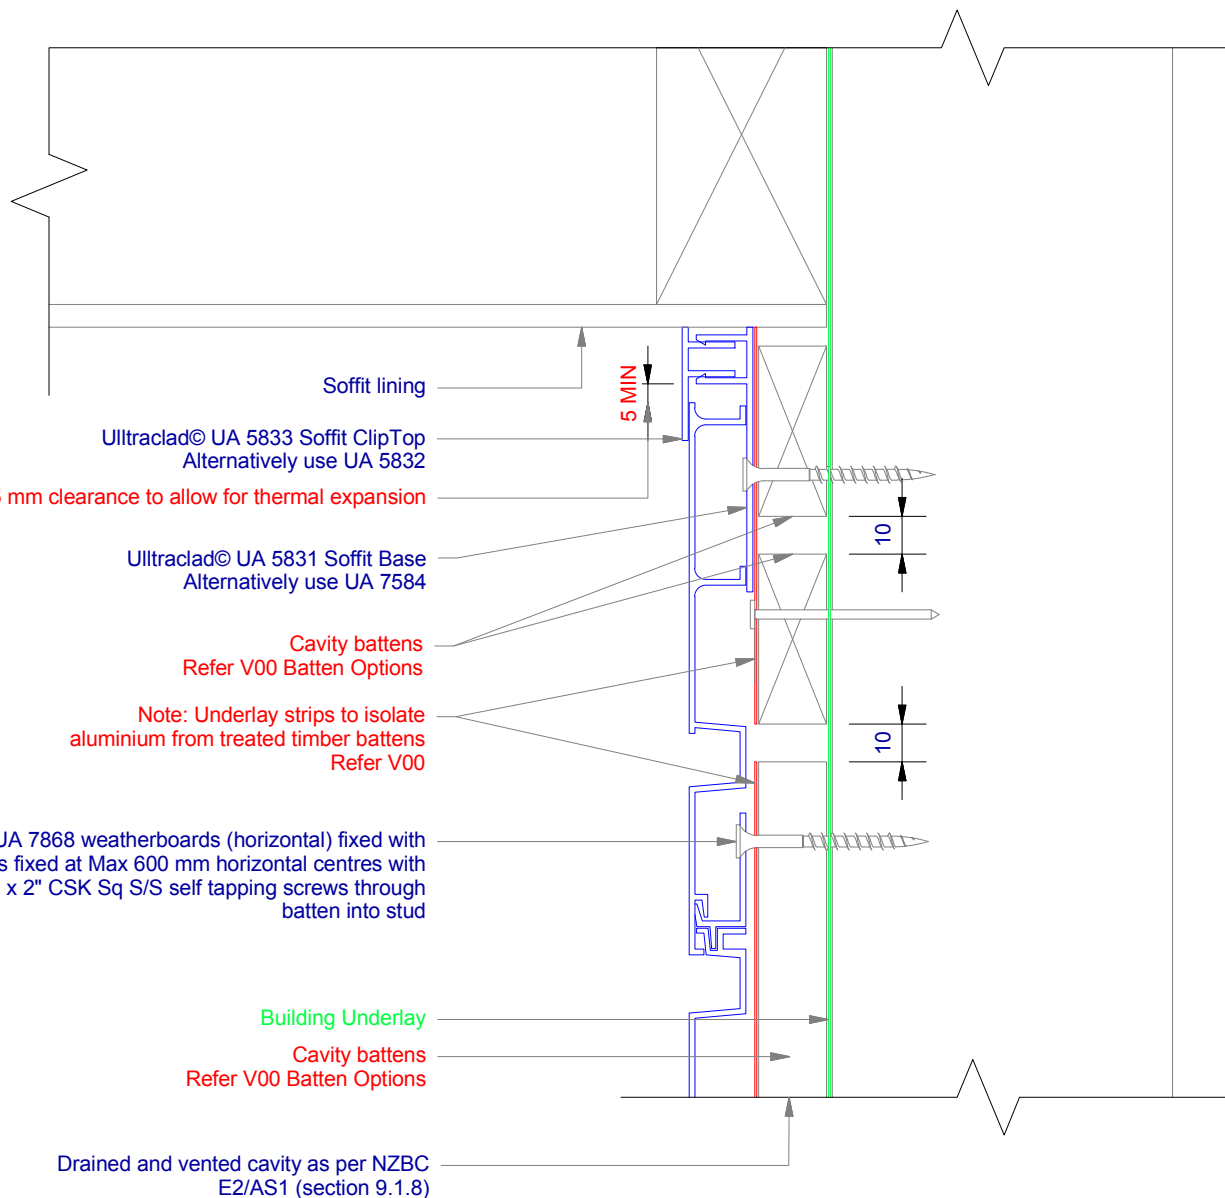 Soffit lining
5 MIN
Ulltraclad© UA 5833 Soffit ClipTop
Alternatively use UA 5832
mm clearance to allow for thermal expansion
Ulltraclad© UA 5831 Soffit Base
Alternatively use UA 7584
10
Cavity battens
Refer V00 Batten Options
Note: Underlay strips to isolate
aluminium from treated timber battens
Refer V00
10
UA 7868 weatherboards (horizontal) fixed with
s fixed at Max 600 mm horizontal centres with
x 2" CSK Sq S/S self tapping screws through
batten into stud
Building Underlay
Cavity battens
Refer V00 Batten Options
Drained and vented cavity as per NZBC
E2/AS1 (section 9.1.8)